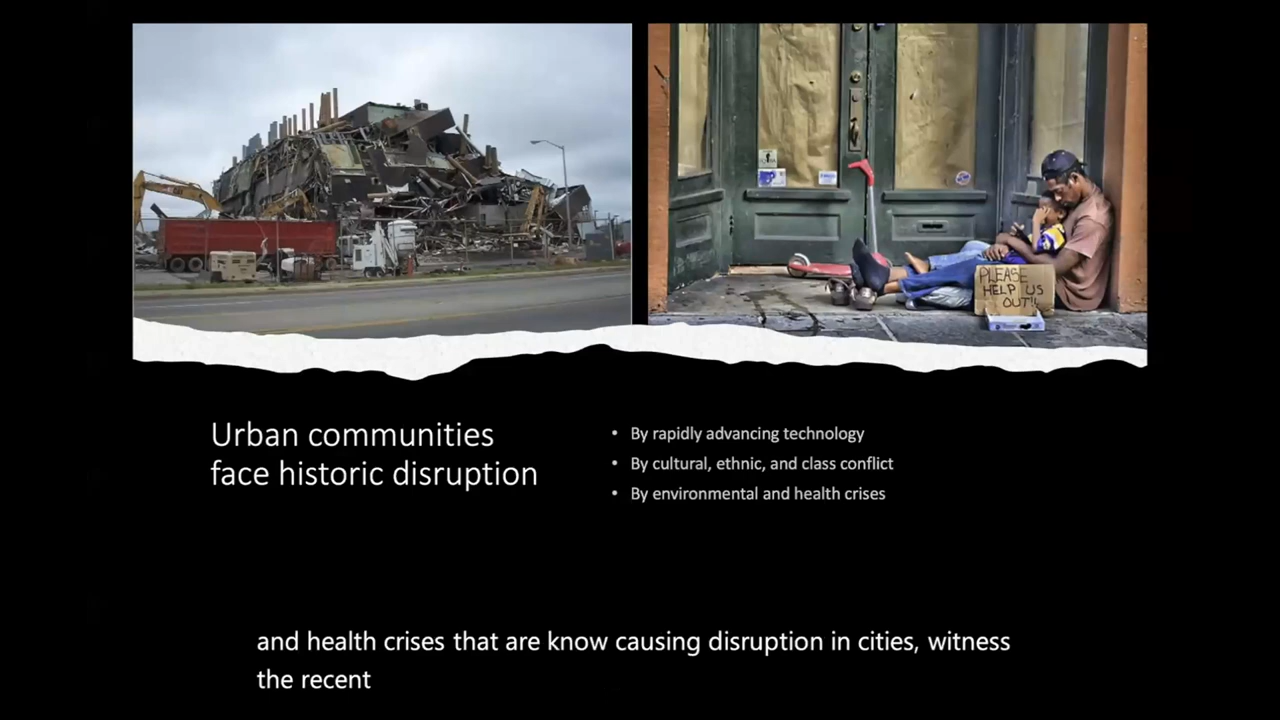 PLEASE
HELP US
OUT!!
Urban communities
face historic disruption
• By rapidly advancing technology
• By cultural, ethnic, and class conflict
• By environmental and health crises
and health crises that are know causing disruption in cities, witness
the recent